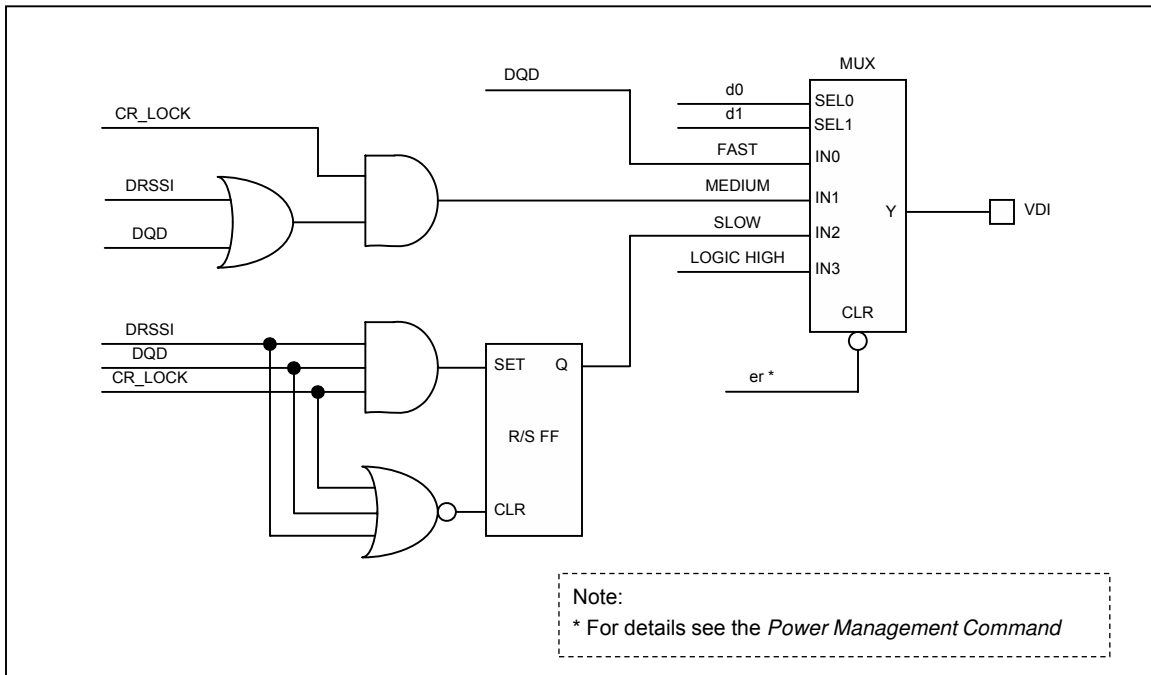 MUX
DQD
d0
SEL0
CR_LOCK
d1
SEL1
FAST
IN0
DRSSI
MEDIUM
IN1
Y
VDI
DQD
SLOW
IN2
LOGIC HIGH
IN3
CLR
DRSSI
DQD
CR_LOCK
SET
Q
er *
R/S FF
CLR
Note:
* For details see the Power Management Command